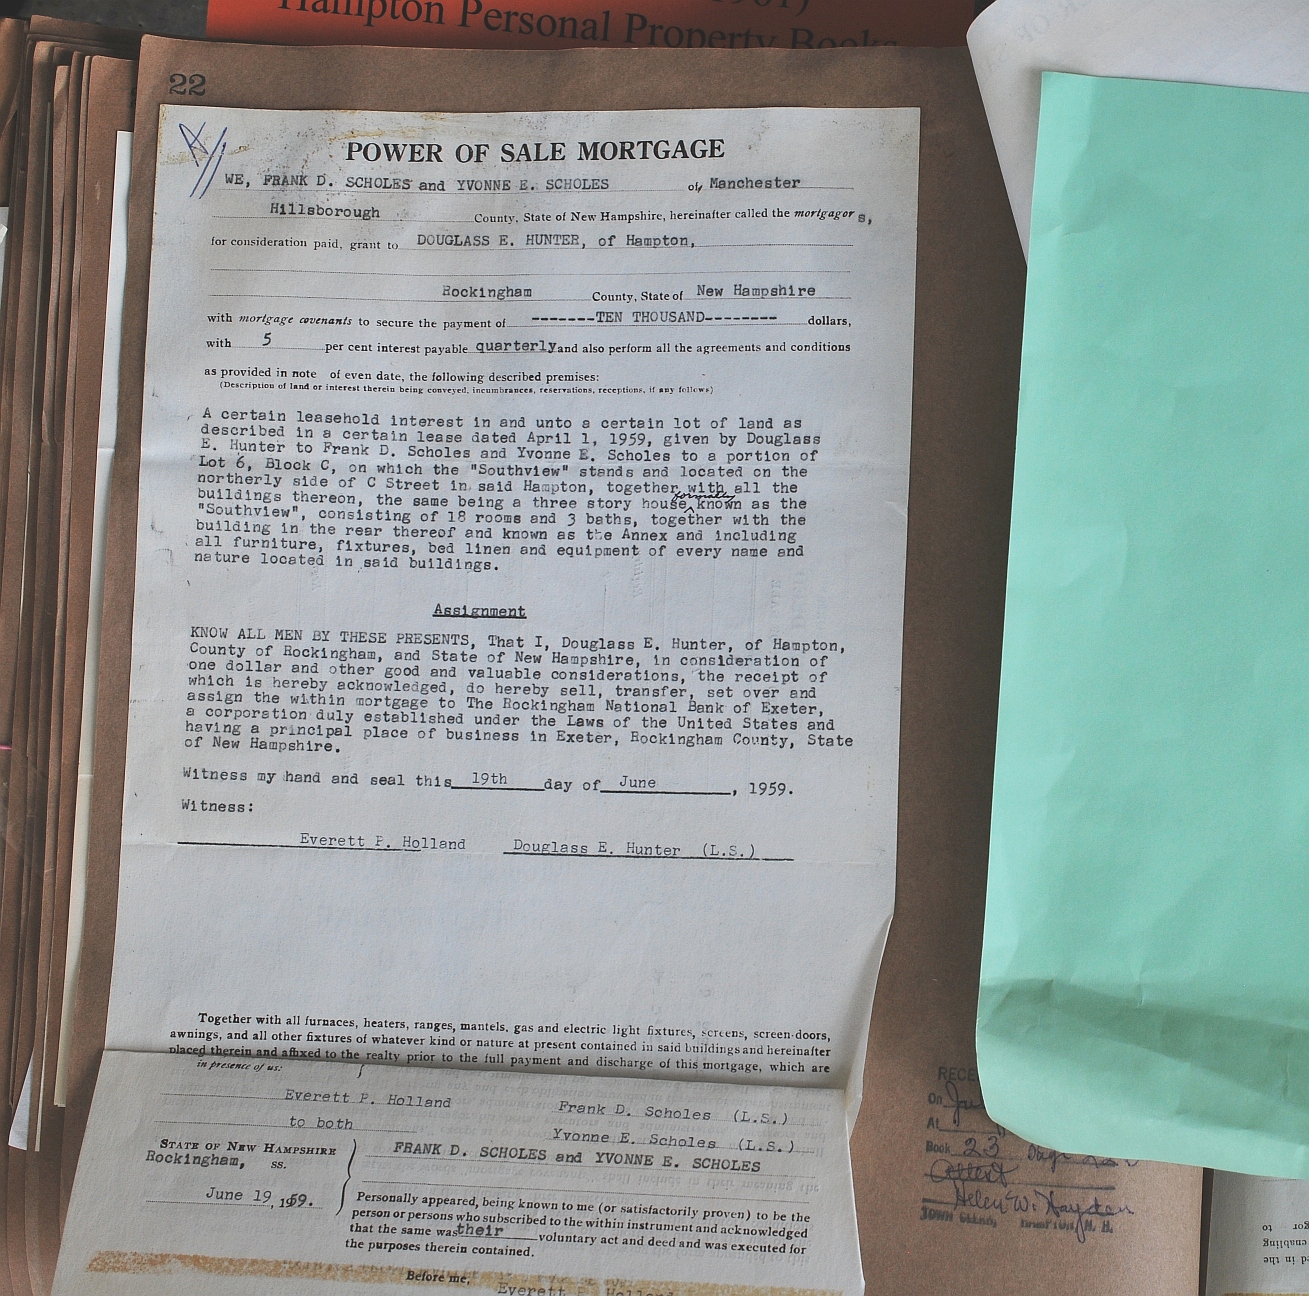 Hampton Personal Property Books
22
POWER OF SALE MORTGAGE
WE, FRANK D. SCHOLES and YVONNE E. SCHOLES of, Manchester
Hillsborough County, State of New Hampshire, hereinafter called the mortgagor s,
for consideration paid, grant to DOUGLASS E. HUNTER, of Hampton,
Rockingham County, State of New Hampshire
with mortgage covenants to secure the payment of -------TEN THOUSAND-------- dollars,
with 5 per cent interest payable quarterly and also perform all the agreements and conditions
as provided in note of even date, the following described premises:
(Description of land or interest therein being conveyed, incumbrances, reservations, receptions, if any follows)
A certain leasehold interest in and unto a certain lot of land as
described in a certain lease dated April 1, 1959, given by Douglass
E. Hunter to Frank D. Scholes and Yvonne E. Scholes to a portion of
Lot 6, Block C, on which the "Southview" stands and located on the
northerly side of C Street in said Hampton, together with all the
buildings thereon, the same being a three story house formally known as the
"Southview", consisting of 18 rooms and 3 baths, together with the
building in the rear thereof and known as the Annex and including
all furniture, fixtures, bed linen and equipment of every name and
nature located in said buildings.
Assignment
KNOW ALL MEN BY THESE PRESENTS, That I, Douglass E. Hunter, of Hampton,
County of Rockingham, and State of New Hampshire, in consideration of
one dollar and other good and valuable considerations, the receipt of
which is hereby acknowledged, do hereby sell, transfer, set over and
assign the within mortgage to The Rockingham National Bank of Exeter,
a corporation duly established under the Laws of the United States and
having a principal place of business in Exeter, Rockingham County, State
of New Hampshire.
Witness my hand and seal this 19th day of June, 1959.
Witness:
Everett P. Holland Douglass E. Hunter (L.S.)
Together with all furnaces, heaters, ranges, mantels, gas and electric light fixtures, screens, screen-doors,
awnings, and all other fixtures of whatever kind or nature at present contained in said buildings and hereinafter
placed therein and affixed to the realty prior to the full payment and discharge of this mortgage, which are
in presence of us:
Everett P. Holland Frank D. Scholes (L.S.)
to both Yvonne E. Scholes (L.S.)
STATE OF NEW HAMPSHIRE FRANK D. SCHOLES and YVONNE E. SCHOLES
Rockingham, ss.
June 19, 1959.
Personally appeared, being known to me (or satisfactorily proven) to be the
person or persons who subscribed to the within instrument and acknowledged
that the same was their voluntary act and deed and was executed for
the purposes therein contained.
Before me,
Everett P. Holland
RECE
On
At
Book 23
Attest
Helen W. Hayden
TOWN CLERK, HAMPTON, N. H.